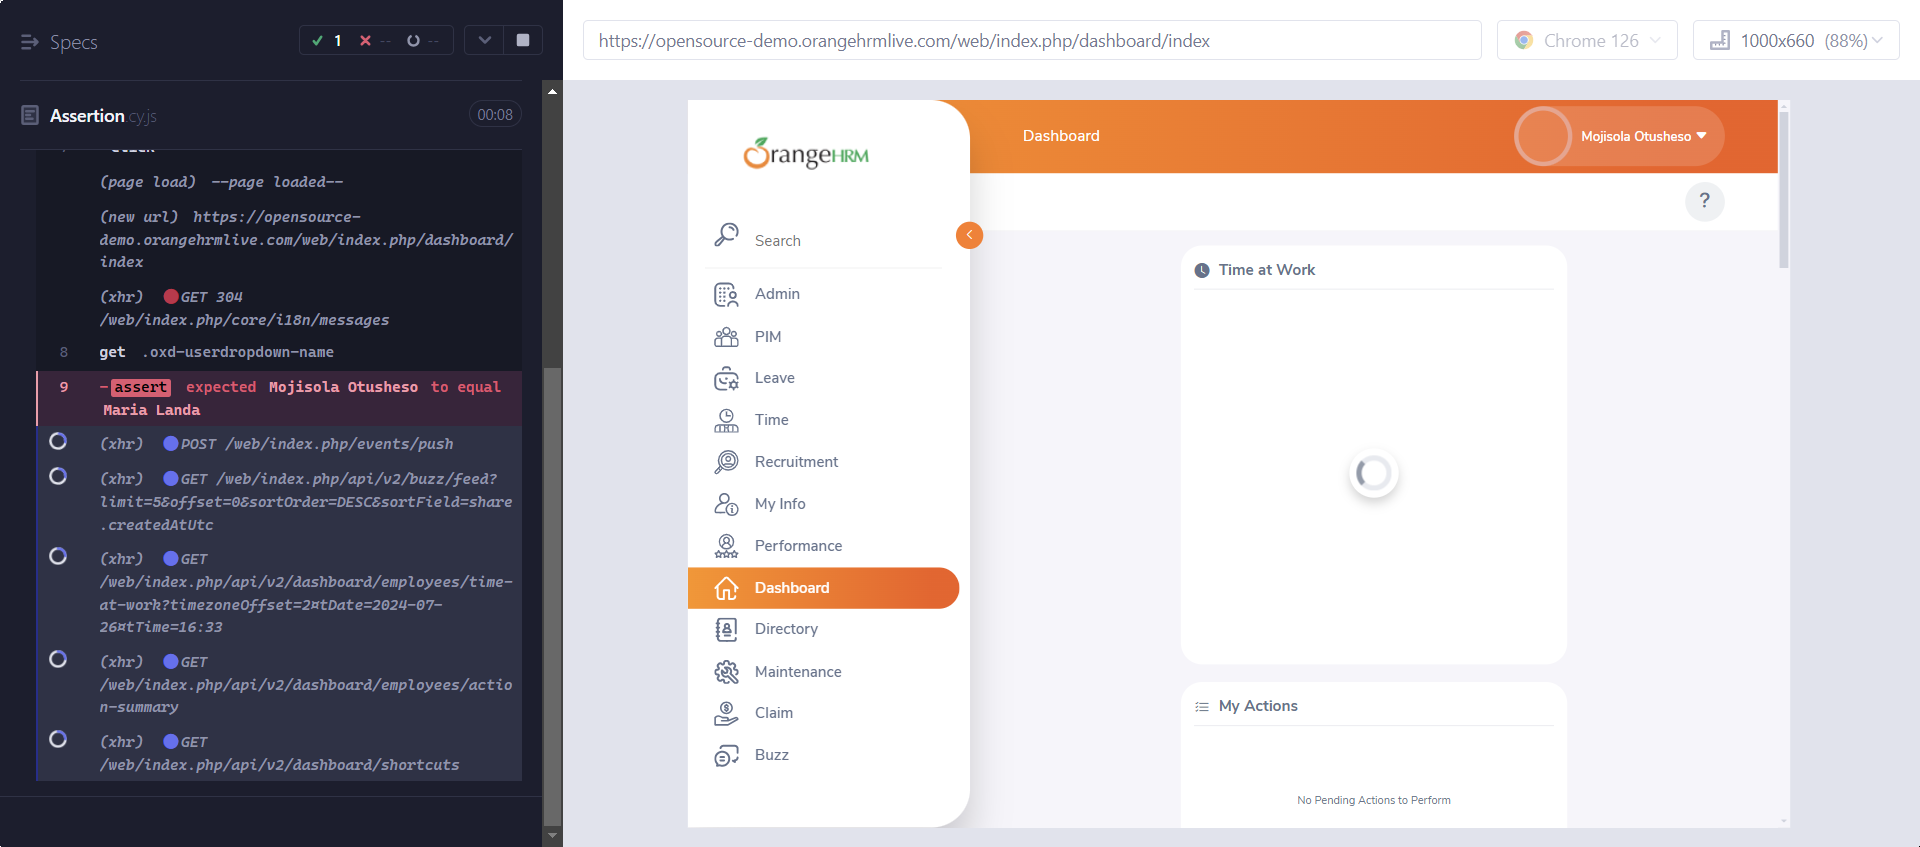 Specs
1
--
--
Assertion.cy.js
00:08
click
(page load) --page loaded--
(new url) https://opensource-
demo.orangehrmlive.com/web/index.php/dashboard/
index
(xhr) GET 304
/web/index.php/core/i18n/messages
8 get .oxd-userdropdown-name
9 -assert expected Mojisola Otusheso to equal
Maria Landa
(xhr) POST /web/index.php/events/push
(xhr) GET /web/index.php/api/v2/buzz/feed?
limit=5&offset=0&sortOrder=DESC&sortField=share
.createdAtUtc
(xhr) GET
/web/index.php/api/v2/dashboard/employees/time-
at-work?timezoneOffset=2¤tDate=2024-07-
26¤tTime=16:33
(xhr) GET
/web/index.php/api/v2/dashboard/employees/actio
n-summary
(xhr) GET
/web/index.php/api/v2/dashboard/shortcuts
https://opensource-demo.orangehrmlive.com/web/index.php/dashboard/index
Chrome 126
1000x660 (88%)
OrangeHRM
Search
Admin
PIM
Leave
Time
Recruitment
My Info
Performance
Dashboard
Directory
Maintenance
Claim
Buzz
Dashboard
Mojisola Otusheso
?
Time at Work
My Actions
No Pending Actions to Perform